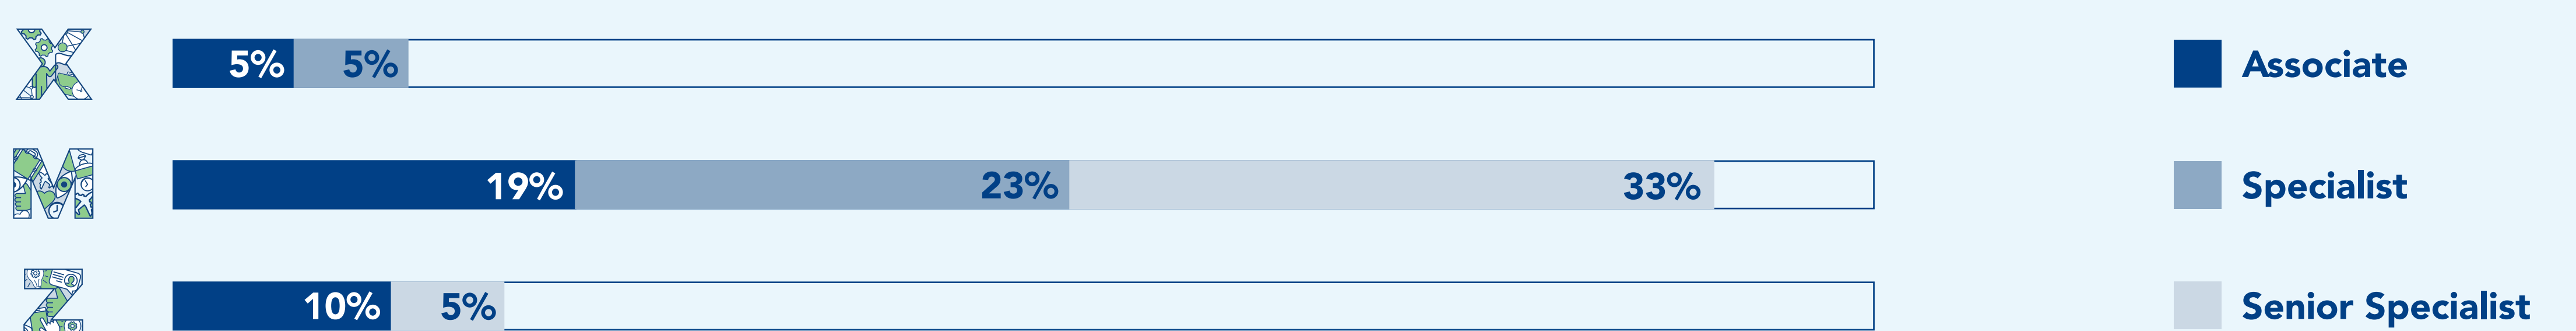 X 5% 5% Associate
M 19% 23% 33% Specialist
Z 10% 5% Senior Specialist